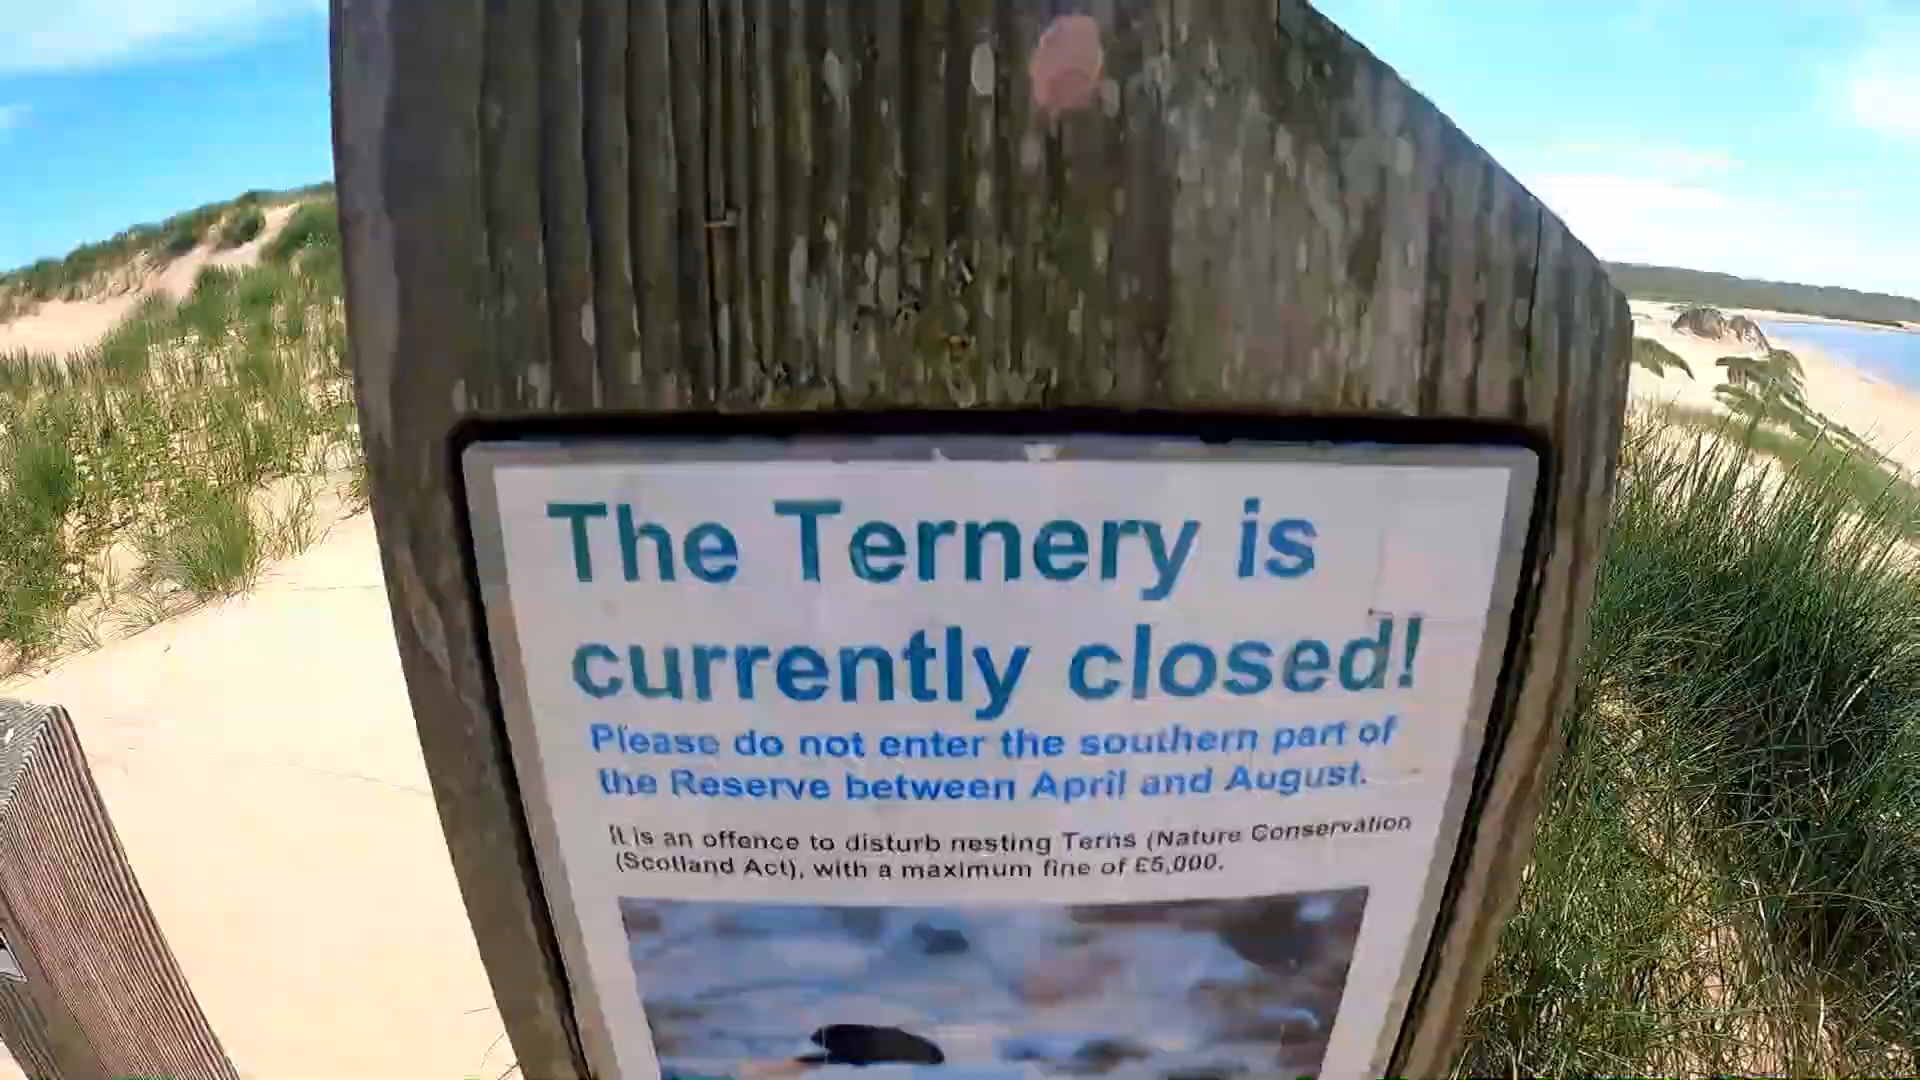 The Ternery is
currently closed!
Please do not enter the southern part of
the Reserve between April and August.
It is an offence to disturb nesting Terns (Nature Conservation
(Scotland Act), with a maximum fine of £5,000.